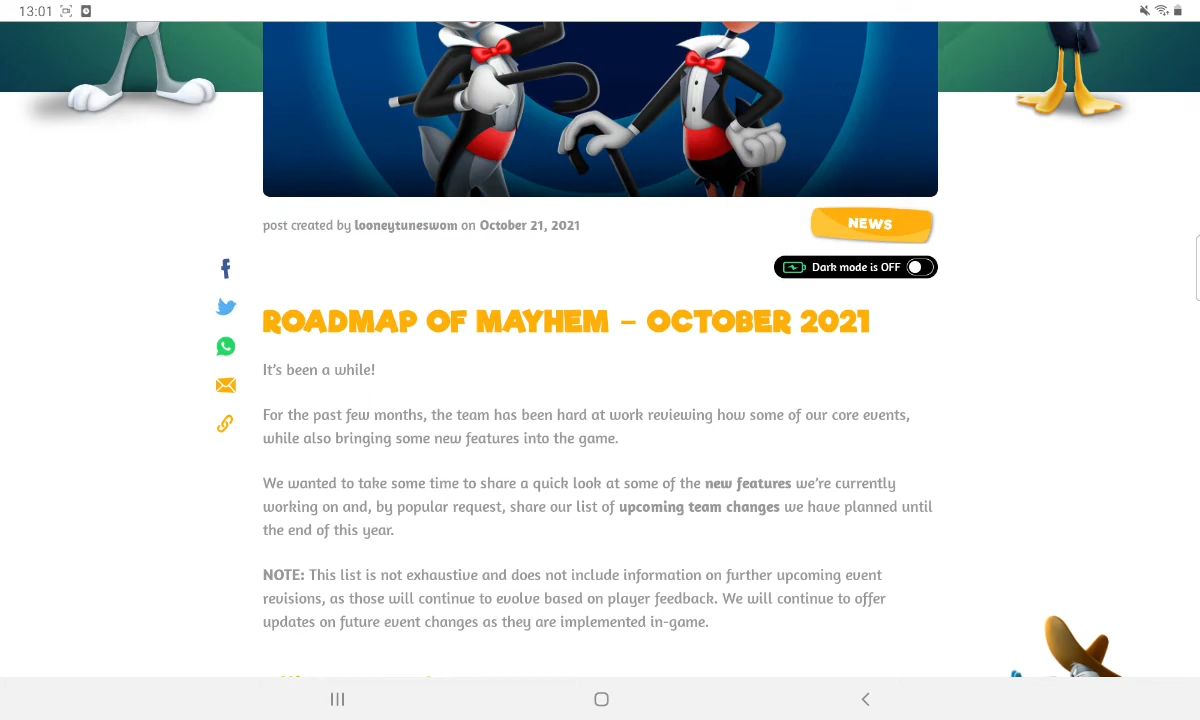 13:01
post created by looneytuneswom on October 21, 2021
NEWS
Dark mode is OFF
ROADMAP OF MAYHEM – OCTOBER 2021
It's been a while!
For the past few months, the team has been hard at work reviewing how some of our core events,
while also bringing some new features into the game.
We wanted to take some time to share a quick look at some of the new features we're currently
working on and, by popular request, share our list of upcoming team changes we have planned until
the end of this year.
NOTE: This list is not exhaustive and does not include information on further upcoming event
revisions, as those will continue to evolve based on player feedback. We will continue to offer
updates on future event changes as they are implemented in-game.